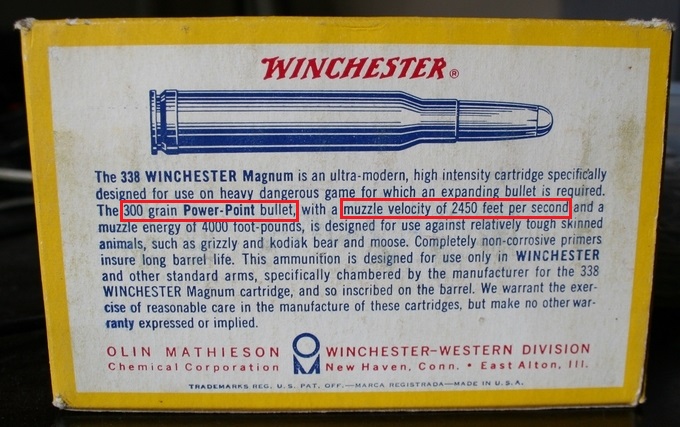 WINCHESTER®
The 338 WINCHESTER Magnum is an ultra-modern, high intensity cartridge specifically
designed for use on heavy dangerous game for which an expanding bullet is required.
The 300 grain Power-Point bullet, with a muzzle velocity of 2450 feet per second and a
muzzle energy of 4000 foot-pounds, is designed for use against relatively tough skinned
animals, such as grizzly and kodiak bear and moose. Completely non-corrosive primers
insure long barrel life. This ammunition is designed for use only in WINCHESTER
and other standard arms, specifically chambered by the manufacturer for the 338
WINCHESTER Magnum cartridge, and so inscribed on the barrel. We warrant the exer-
cise of reasonable care in the manufacture of these cartridges, but make no other war-
ranty expressed or implied.
OLIN MATHIESON OM WINCHESTER-WESTERN DIVISION
Chemical Corporation New Haven, Conn. • East Alton, Ill.
TRADEMARKS REG. U.S. PAT. OFF.—MARCA REGISTRADA—MADE IN U.S.A.